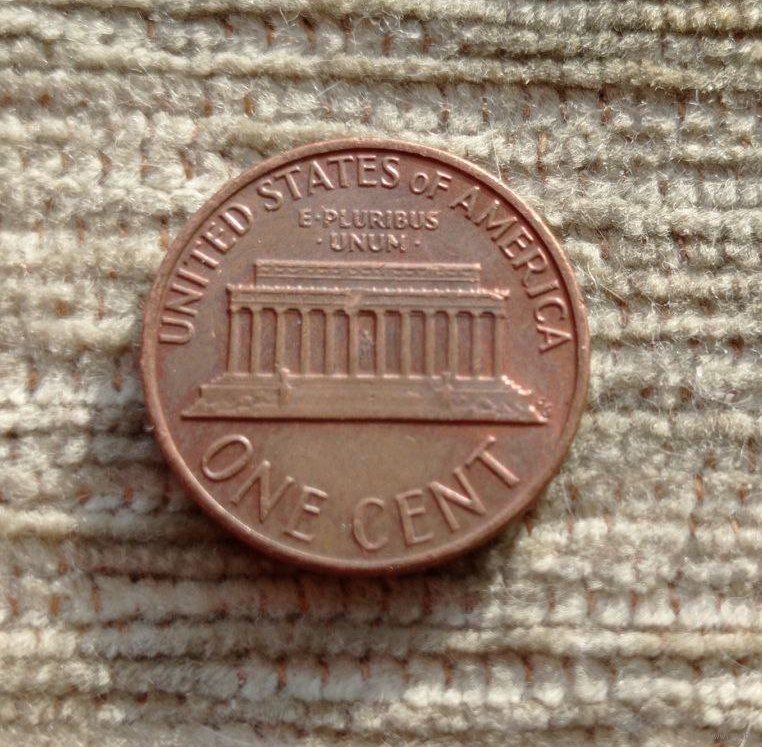 UNITED STATES OF AMERICA
E·PLURIBUS
·UNUM·
ONE CENT